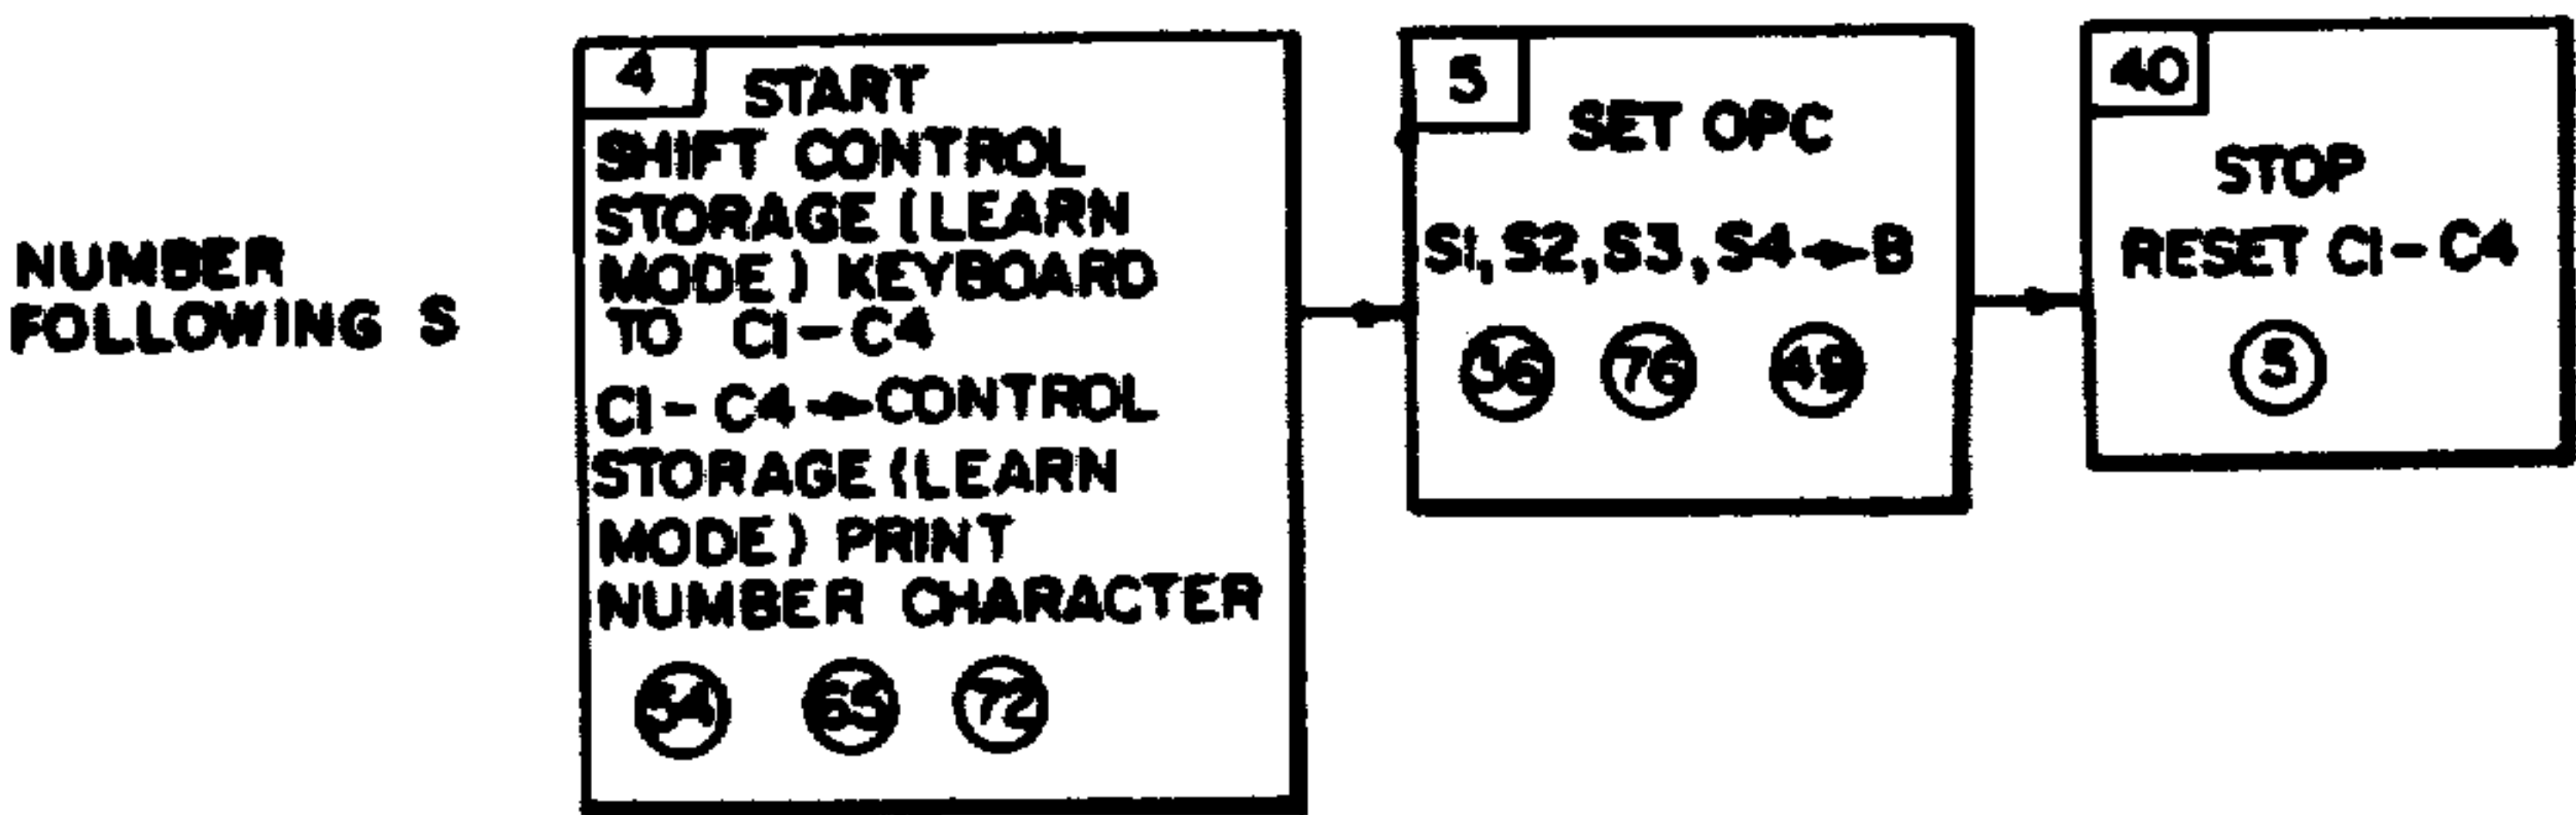 NUMBER
FOLLOWING S
4
START
SHIFT CONTROL
STORAGE (LEARN
MODE) KEYBOARD
TO C1-C4
C1-C4→CONTROL
STORAGE (LEARN
MODE) PRINT
NUMBER CHARACTER
54 65 72
5
SET OPC
S1,S2,S3,S4→B
36 76 49
40
STOP
RESET C1-C4
5